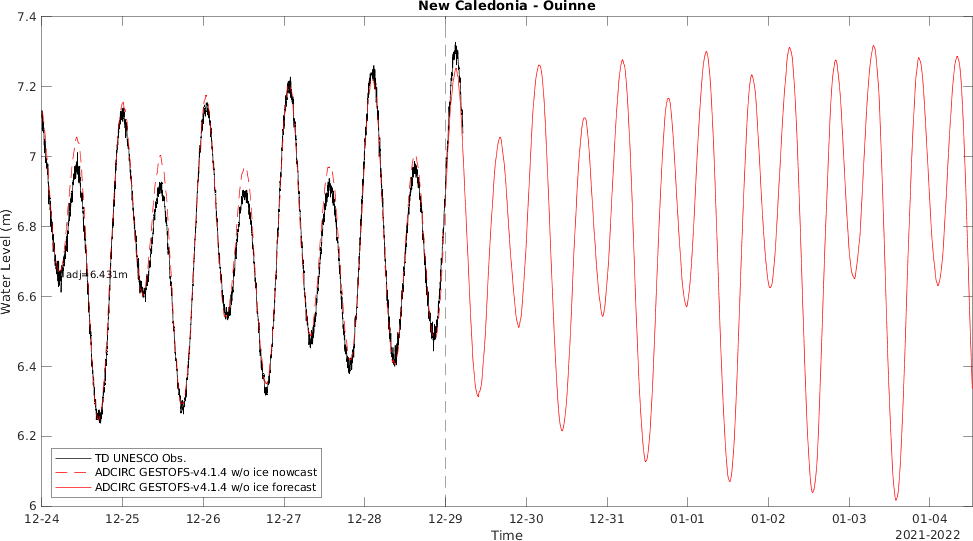 New Caledonia - Ouinne
7.4
7.2
7
6.8
6.6
6.4
6.2
6
Water Level (m)
adj=6.431m
TD UNESCO Obs.
ADCIRC GESTOFS-v4.1.4 w/o ice nowcast
ADCIRC GESTOFS-v4.1.4 w/o ice forecast
12-24 12-25 12-26 12-27 12-28 12-29 12-30 12-31 01-01 01-02 01-03 01-04
Time
2021-2022